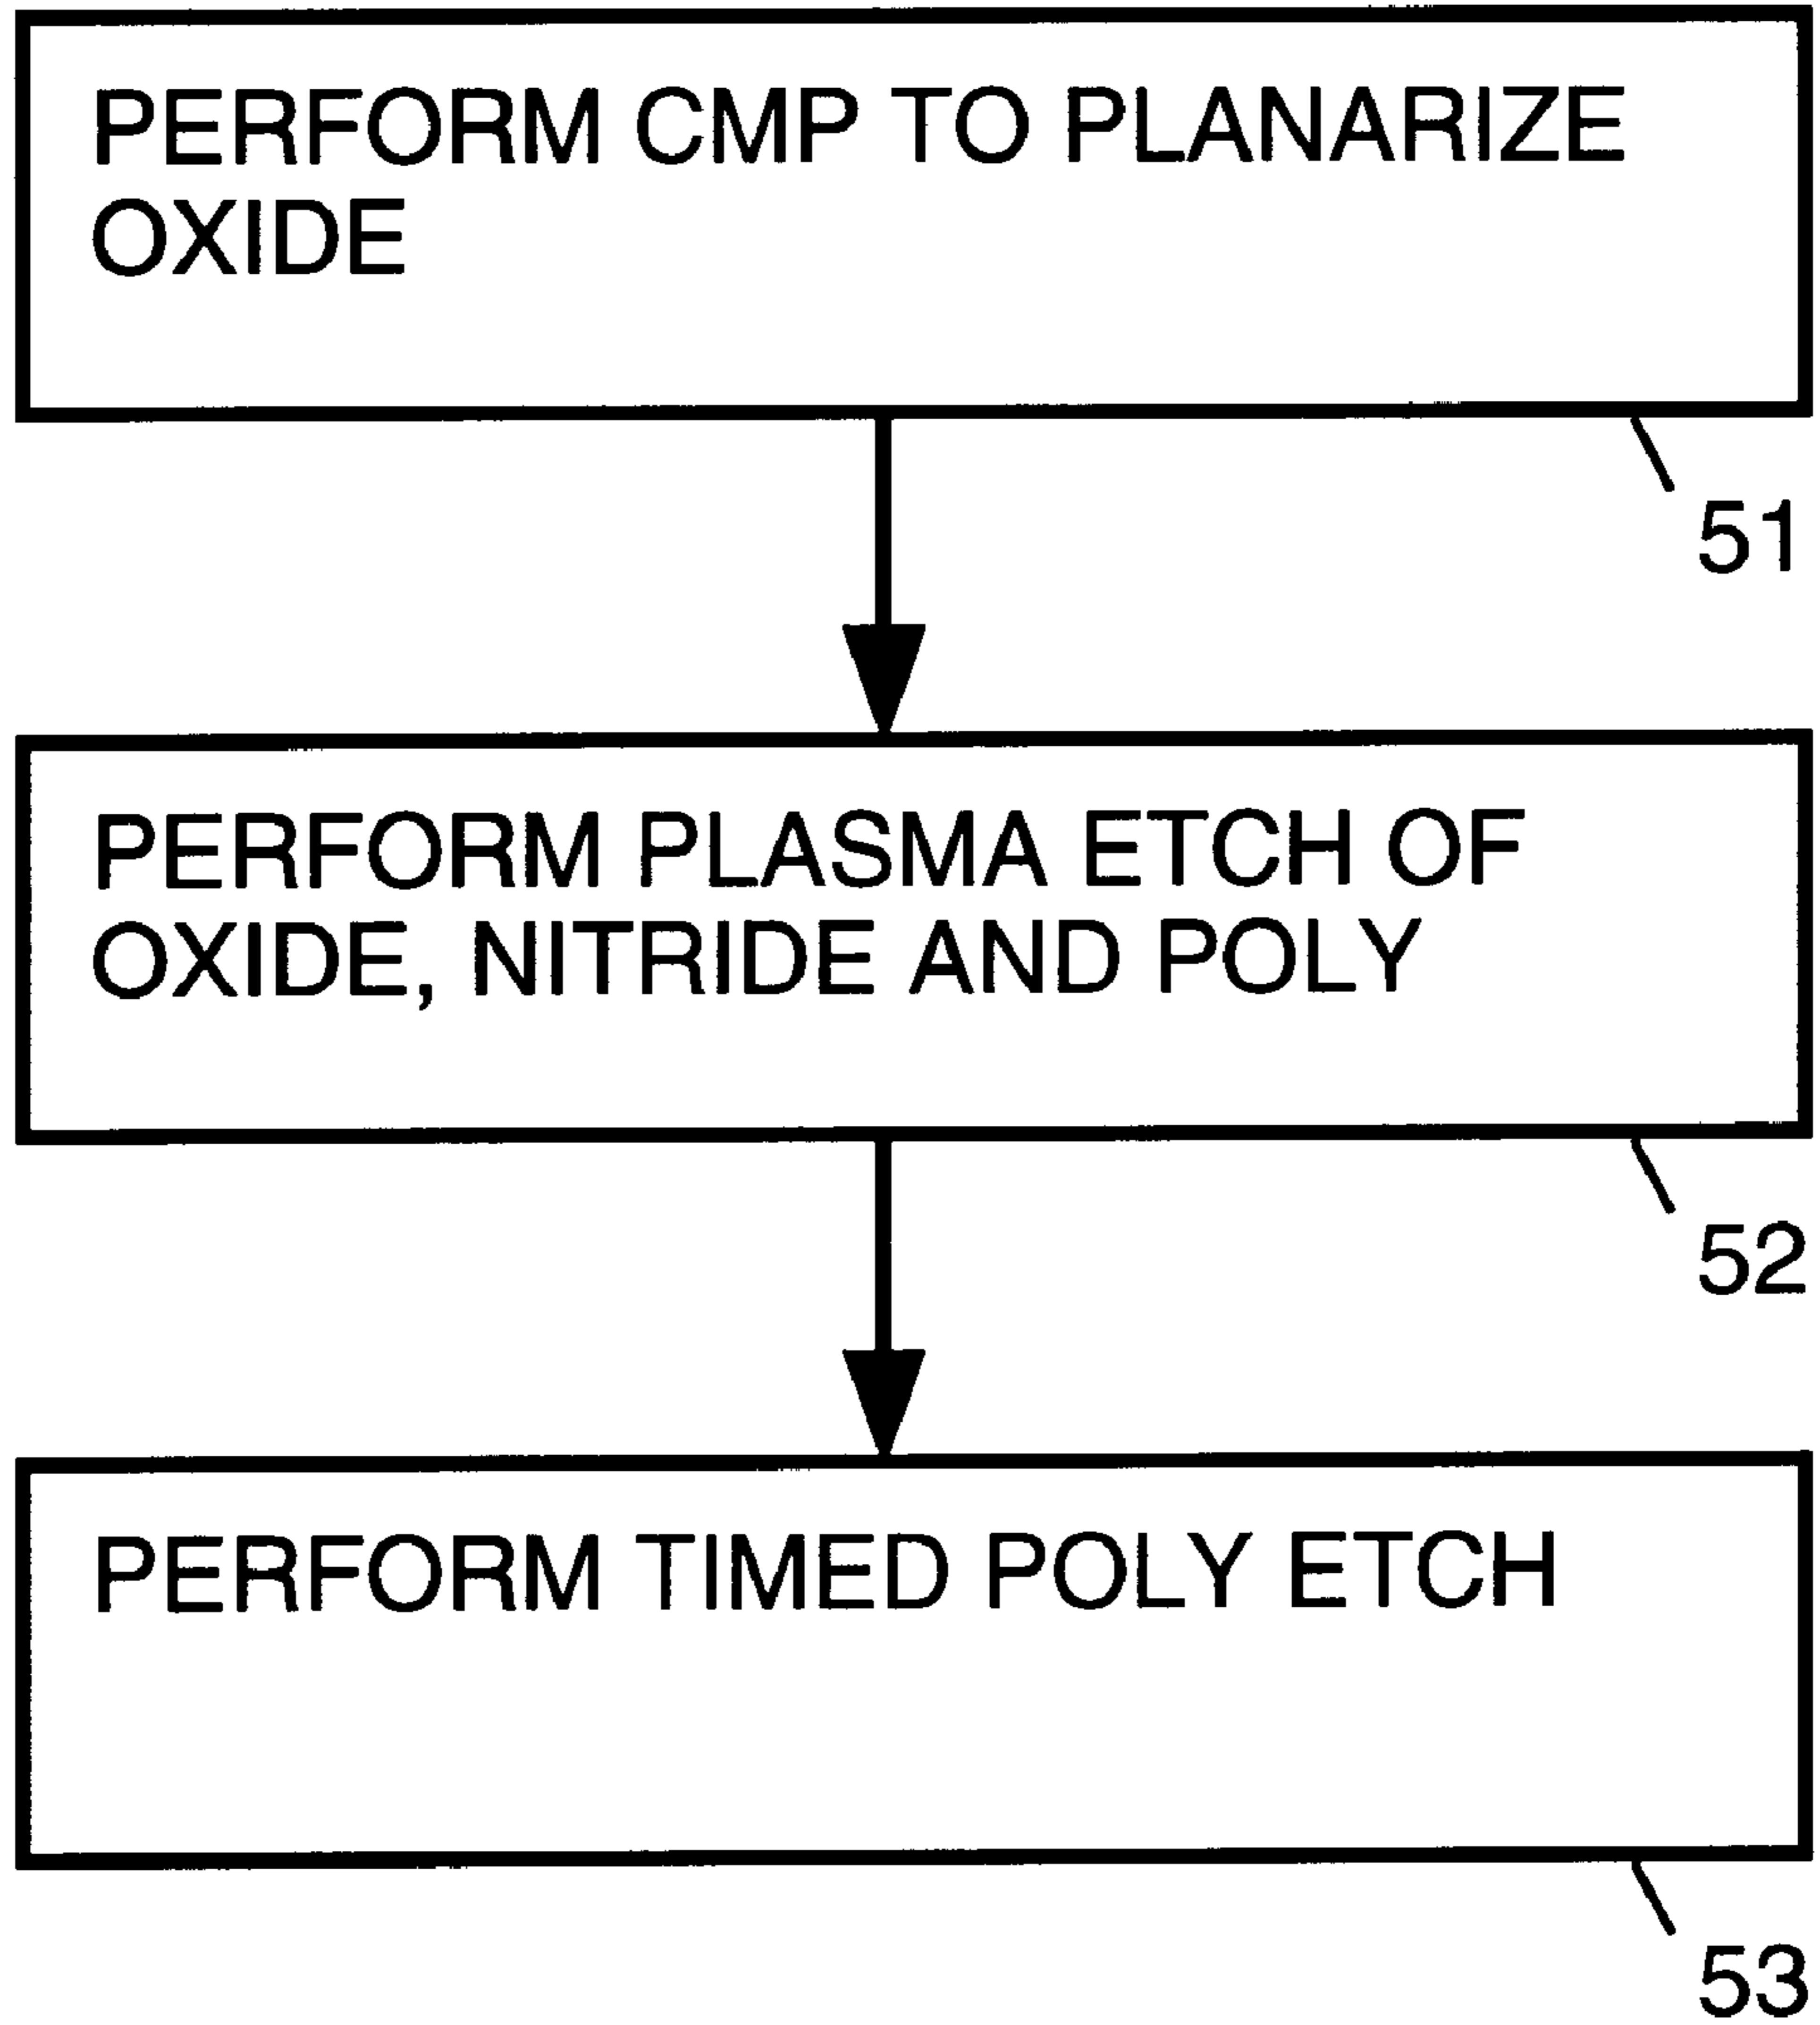 PERFORM CMP TO PLANARIZE
OXIDE
51
PERFORM PLASMA ETCH OF
OXIDE, NITRIDE AND POLY
52
PERFORM TIMED POLY ETCH
53